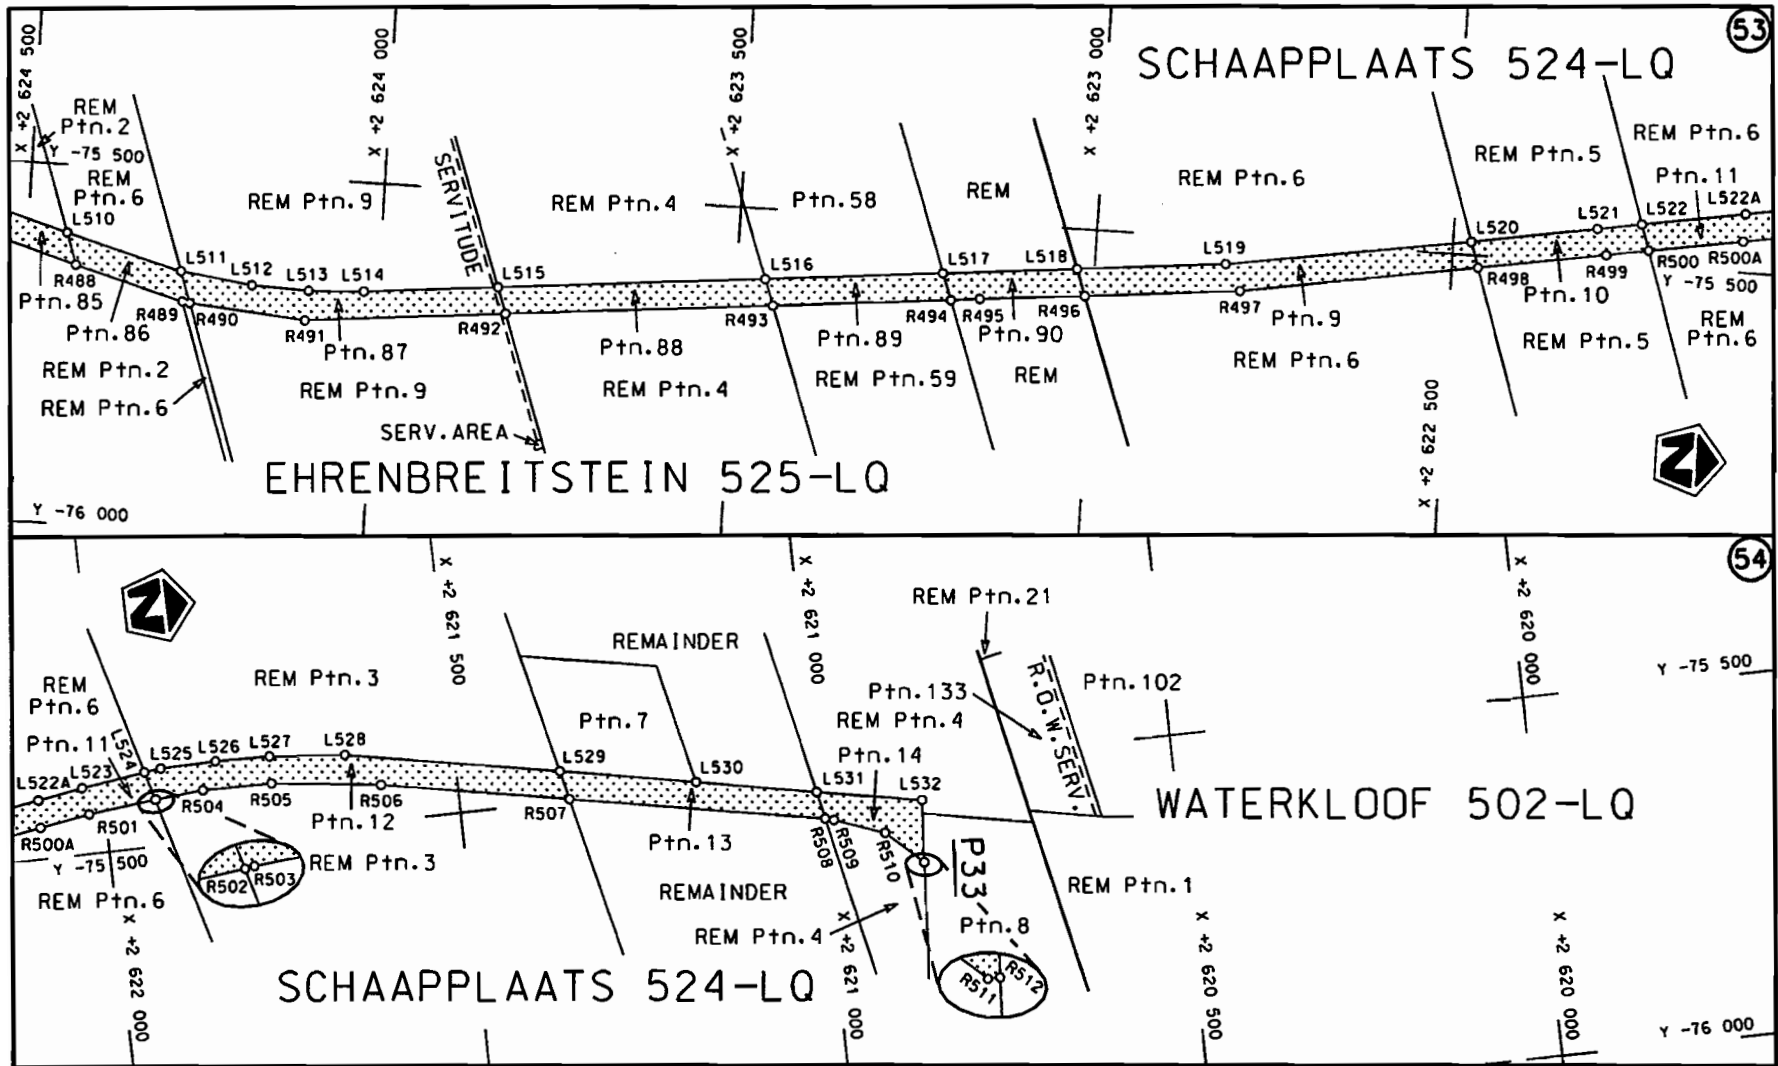 53
SCHAAPPLAATS 524-LQ
X +2 624 500
X +2 624 000
X +2 623 500
X +2 623 000
REM
Ptn.2
Y -75 500
REM
Ptn.6
REM Ptn.9
SERVITUDE
REM Ptn.4
Ptn.58
REM
REM Ptn.6
REM Ptn.5
REM Ptn.6
Ptn.11
L510
L511
L512
L513
L514
L515
L516
L517
L518
L519
L520
L521
L522
L522A
R488
R489
R490
R491
R492
R493
R494
R495
R496
R497
R498
R499
R500
R500A
Y -75 500
Ptn.85
Ptn.86
Ptn.87
Ptn.88
Ptn.89
Ptn.90
Ptn.9
Ptn.10
REM Ptn.2
REM Ptn.6
REM Ptn.9
REM Ptn.4
REM Ptn.59
REM
REM Ptn.6
REM Ptn.5
REM
Ptn.6
SERV.AREA
X +2 622 500
EHRENBREITSTEIN 525-LQ
N
Y -76 000
54
N
X +2 621 500
X +2 621 000
X +2 620 000
REM Ptn.21
REMAINDER
REM Ptn.3
REM
Ptn.6
Ptn.7
Ptn.133
REM Ptn.4
R.O.W.SERV.
Ptn.102
Y -75 500
Ptn.11
Ptn.14
L522A
L523
L524
L525
L526
L527
L528
L529
L530
L531
L532
WATERKLOOF 502-LQ
R500A
R501
R504
R505
R506
R507
R508
R509
R510
Y -75 500
Ptn.12
Ptn.13
P33
R502
R503
REM Ptn.3
REM Ptn.6
REMAINDER
REM Ptn.1
REM Ptn.4
Ptn.8
R511
R512
X +2 622 000
X +2 621 000
X +2 620 500
X +2 620 000
SCHAAPPLAATS 524-LQ
Y -76 000